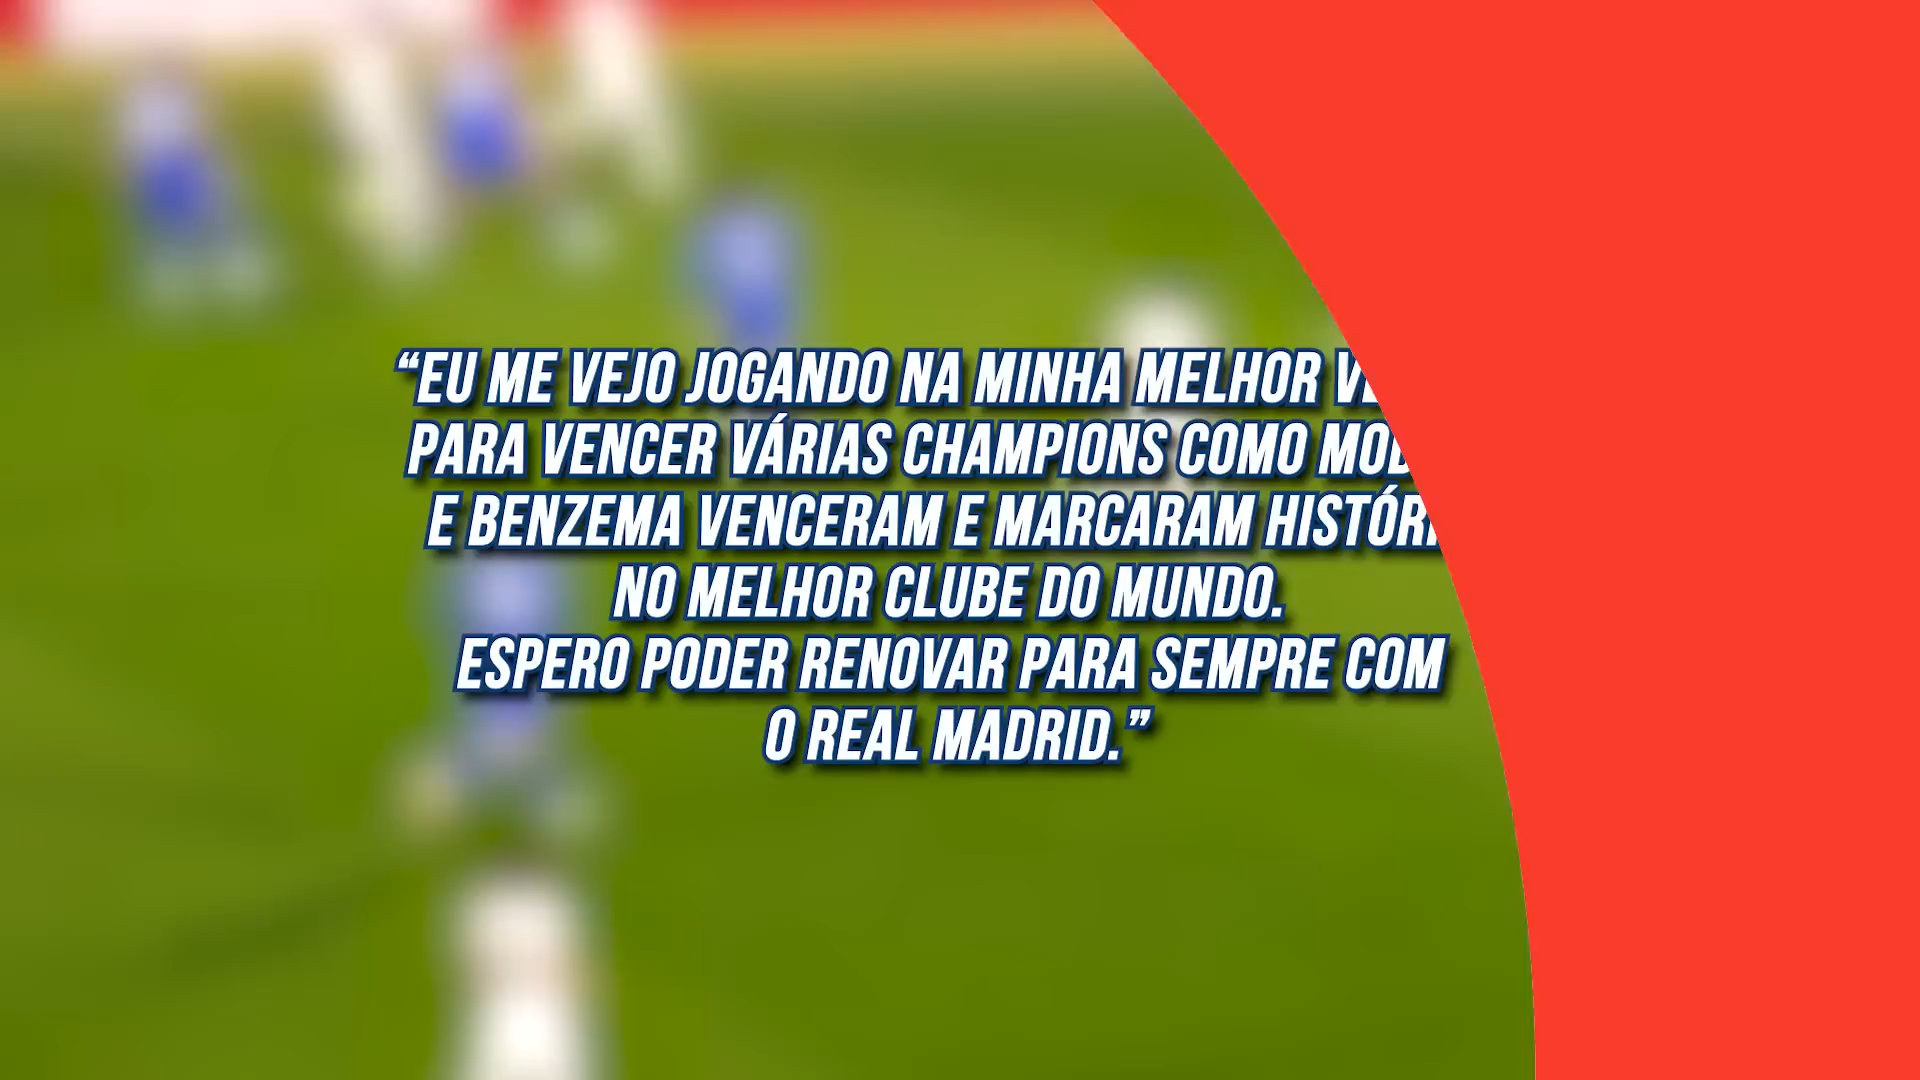 “EU ME VEJO JOGANDO NA MINHA MELHOR
PARA VENCER VÁRIAS CHAMPIONS COMO
E BENZEMA VENCERAM E MARCARAM
NO MELHOR CLUBE DO MUNDO.
ESPERO PODER RENOVAR PARA SEMPRE COM
O REAL MADRID.”